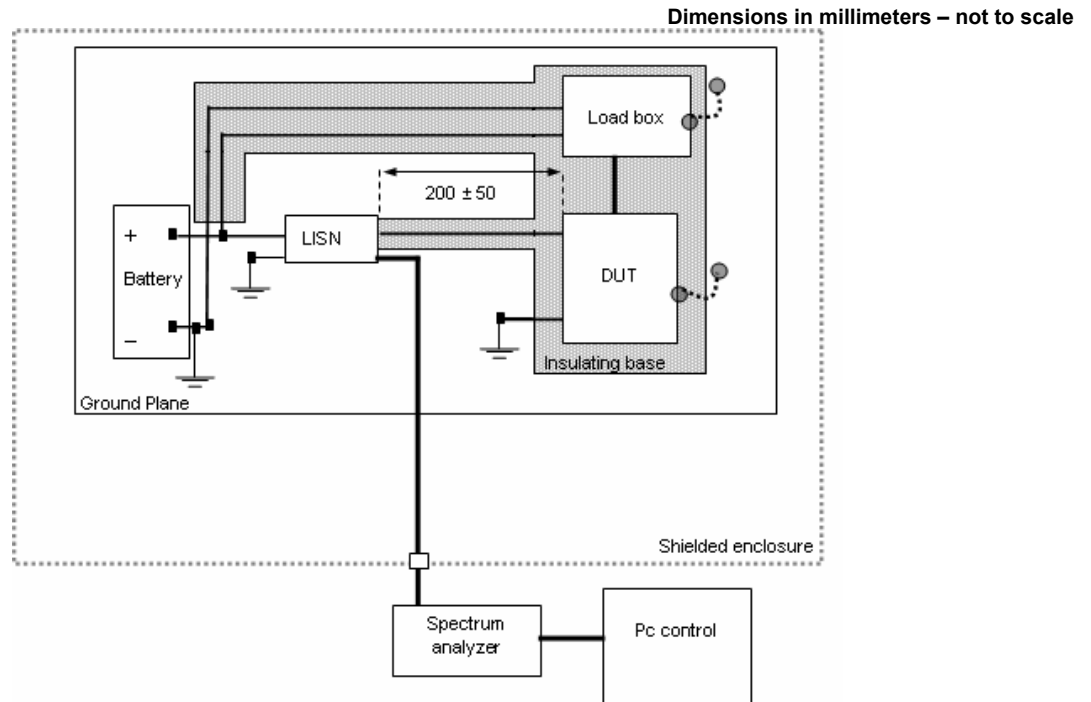 Dimensions in millimeters – not to scale
Load box
200 ± 50
+
LISN
Battery
DUT
–
Insulating base
Ground Plane
Shielded enclosure
Spectrum
analyzer
Pc control